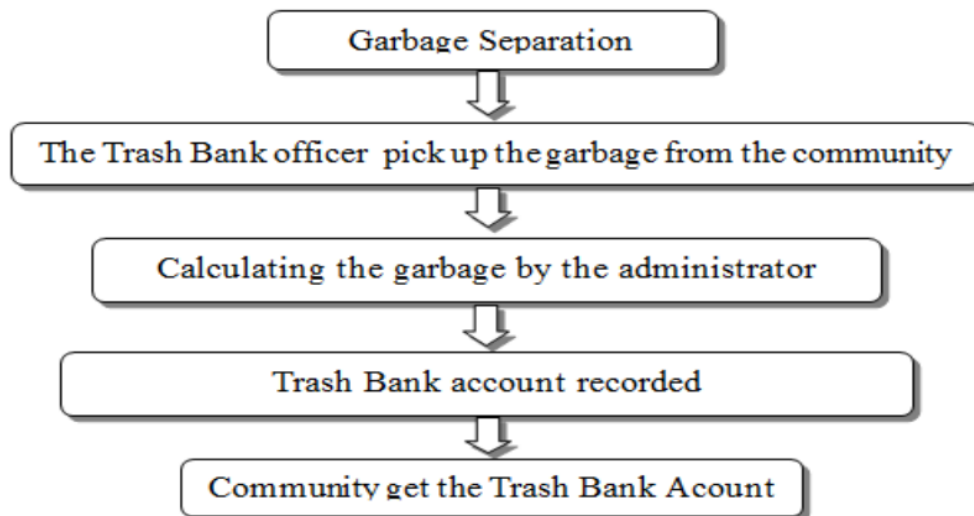 Garbage Separation
The Trash Bank officer pick up the garbage from the community
Calculating the garbage by the administrator
Trash Bank account recorded
Community get the Trash Bank Acount